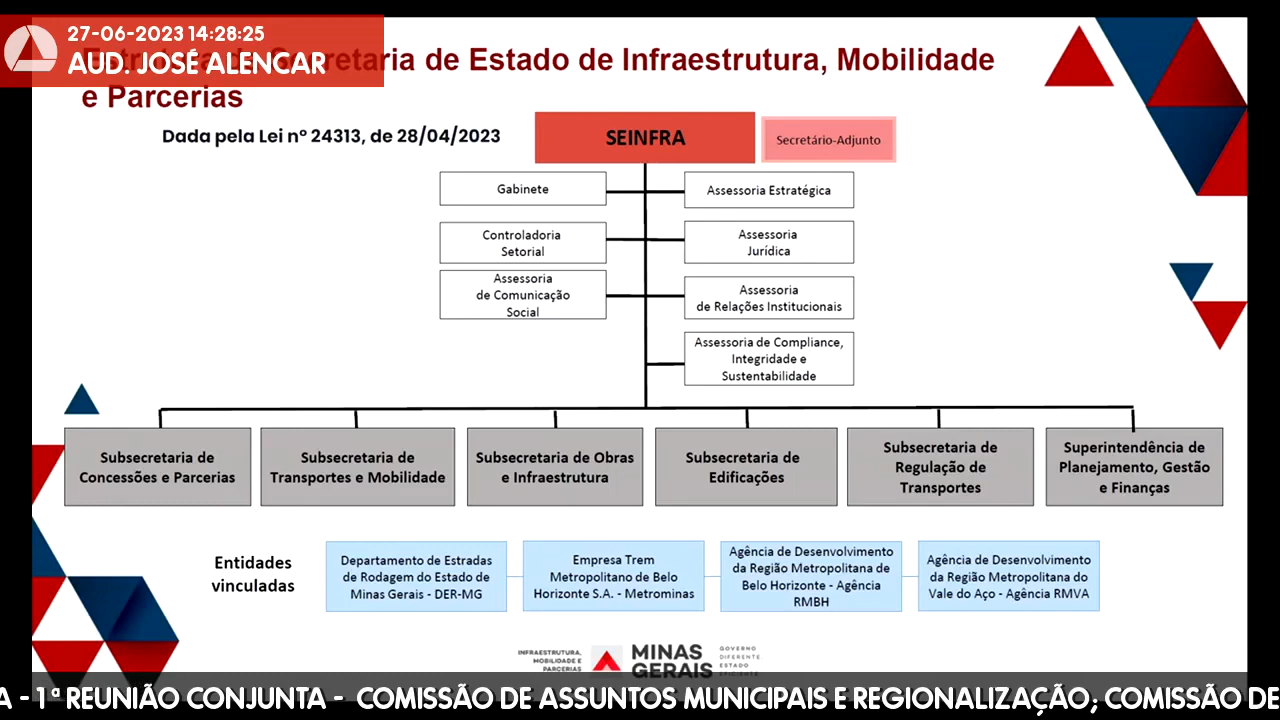 27-06-2023 14:28:25
AUD. JOSÉ ALENCAR
retaria de Estado de Infraestrutura, Mobilidade
e Parcerias
Dada pela Lei nº 24313, de 28/04/2023
SEINFRA
Secretário-Adjunto
Gabinete
Assessoria Estratégica
Controladoria
Setorial
Assessoria
Jurídica
Assessoria
de Comunicação
Social
Assessoria
de Relações Institucionais
Assessoria de Compliance,
Integridade e
Sustentabilidade
Subsecretaria de
Concessões e Parcerias
Subsecretaria de
Transportes e Mobilidade
Subsecretaria de Obras
e Infraestrutura
Subsecretaria de
Edificações
Subsecretaria de
Regulação de
Transportes
Superintendência de
Planejamento, Gestão
e Finanças
Entidades
vinculadas
Departamento de Estradas
de Rodagem do Estado de
Minas Gerais - DER-MG
Empresa Trem
Metropolitano de Belo
Horizonte S.A. - Metrominas
Agência de Desenvolvimento
da Região Metropolitana de
Belo Horizonte - Agência
RMBH
Agência de Desenvolvimento
da Região Metropolitana do
Vale do Aço - Agência RMVA
INFRAESTRUTURA,
MOBILIDADE E
PARCERIAS
MINAS
GERAIS
GOVERNO
DIFERENTE
ESTADO
EFICIENTE
A - 1ª REUNIÃO CONJUNTA - COMISSÃO DE ASSUNTOS MUNICIPAIS E REGIONALIZAÇÃO; COMISSÃO DE